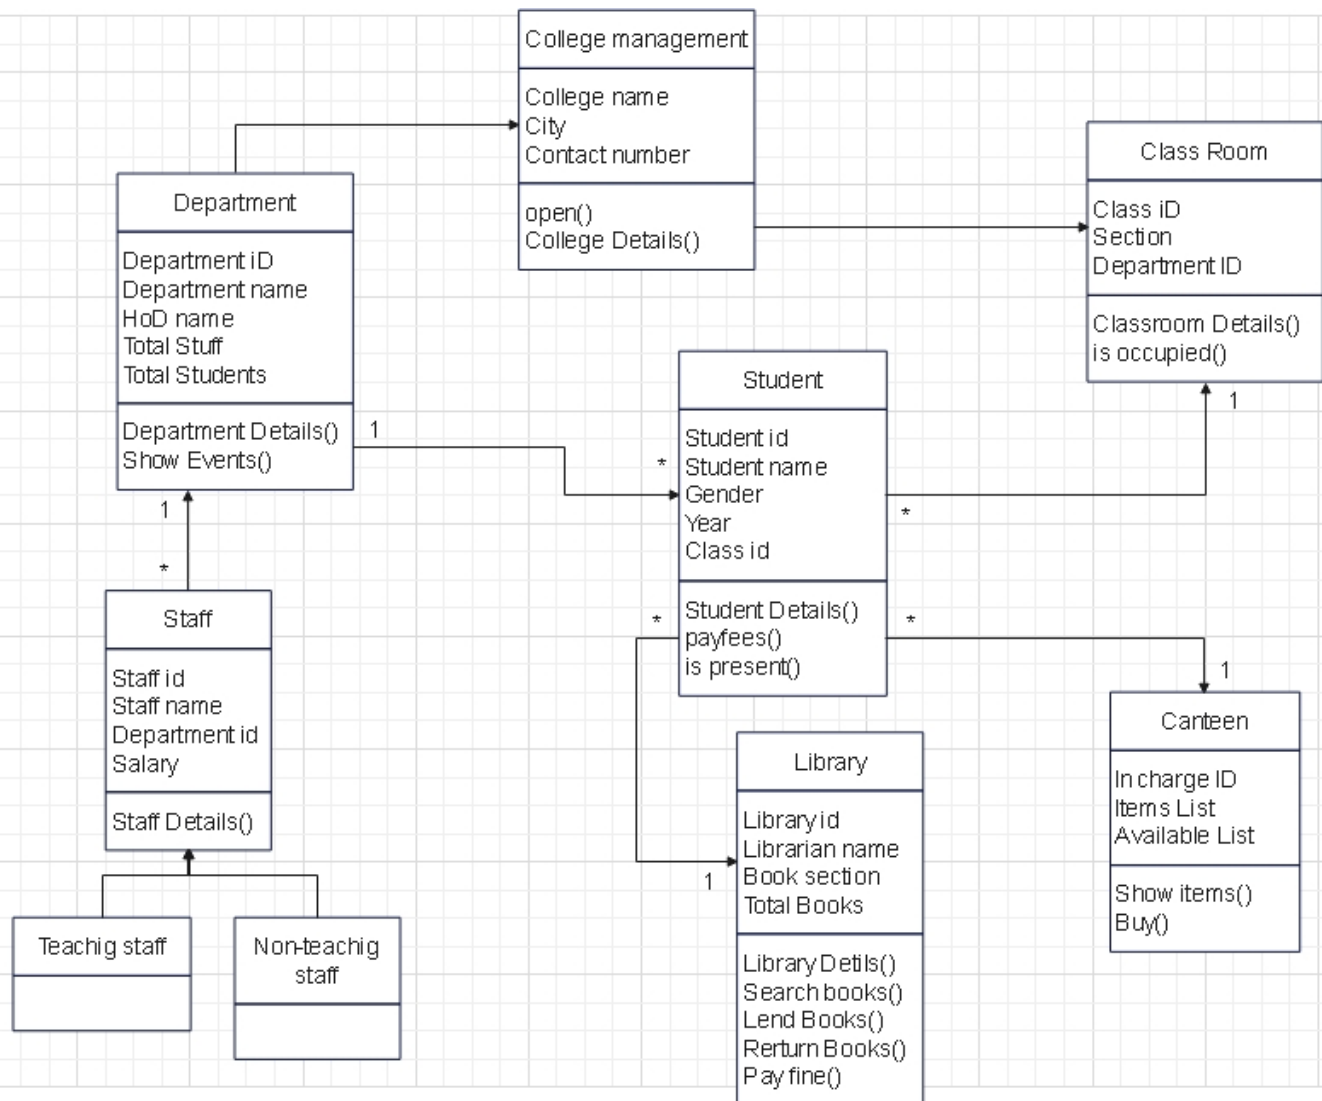 College management
College name
City
Contact number
open()
College Details()
Class Room
Class iD
Section
Department ID
Classroom Details()
is occupied()
1
Department
Department iD
Department name
HoD name
Total Stuff
Total Students
Department Details()
Show Events()
1
*
1
*
Student
Student id
Student name
Gender
Year
Class id
Student Details()
payfees()
is present()
*
*
*
1
1
Staff
Staff id
Staff name
Department id
Salary
Staff Details()
Teachig staff
Non-teachig
staff
Library
Library id
Librarian name
Book section
Total Books
Library Detils()
Search books()
Lend Books()
Rerturn Books()
Pay fine()
Canteen
In charge ID
Items List
Available List
Show items()
Buy()